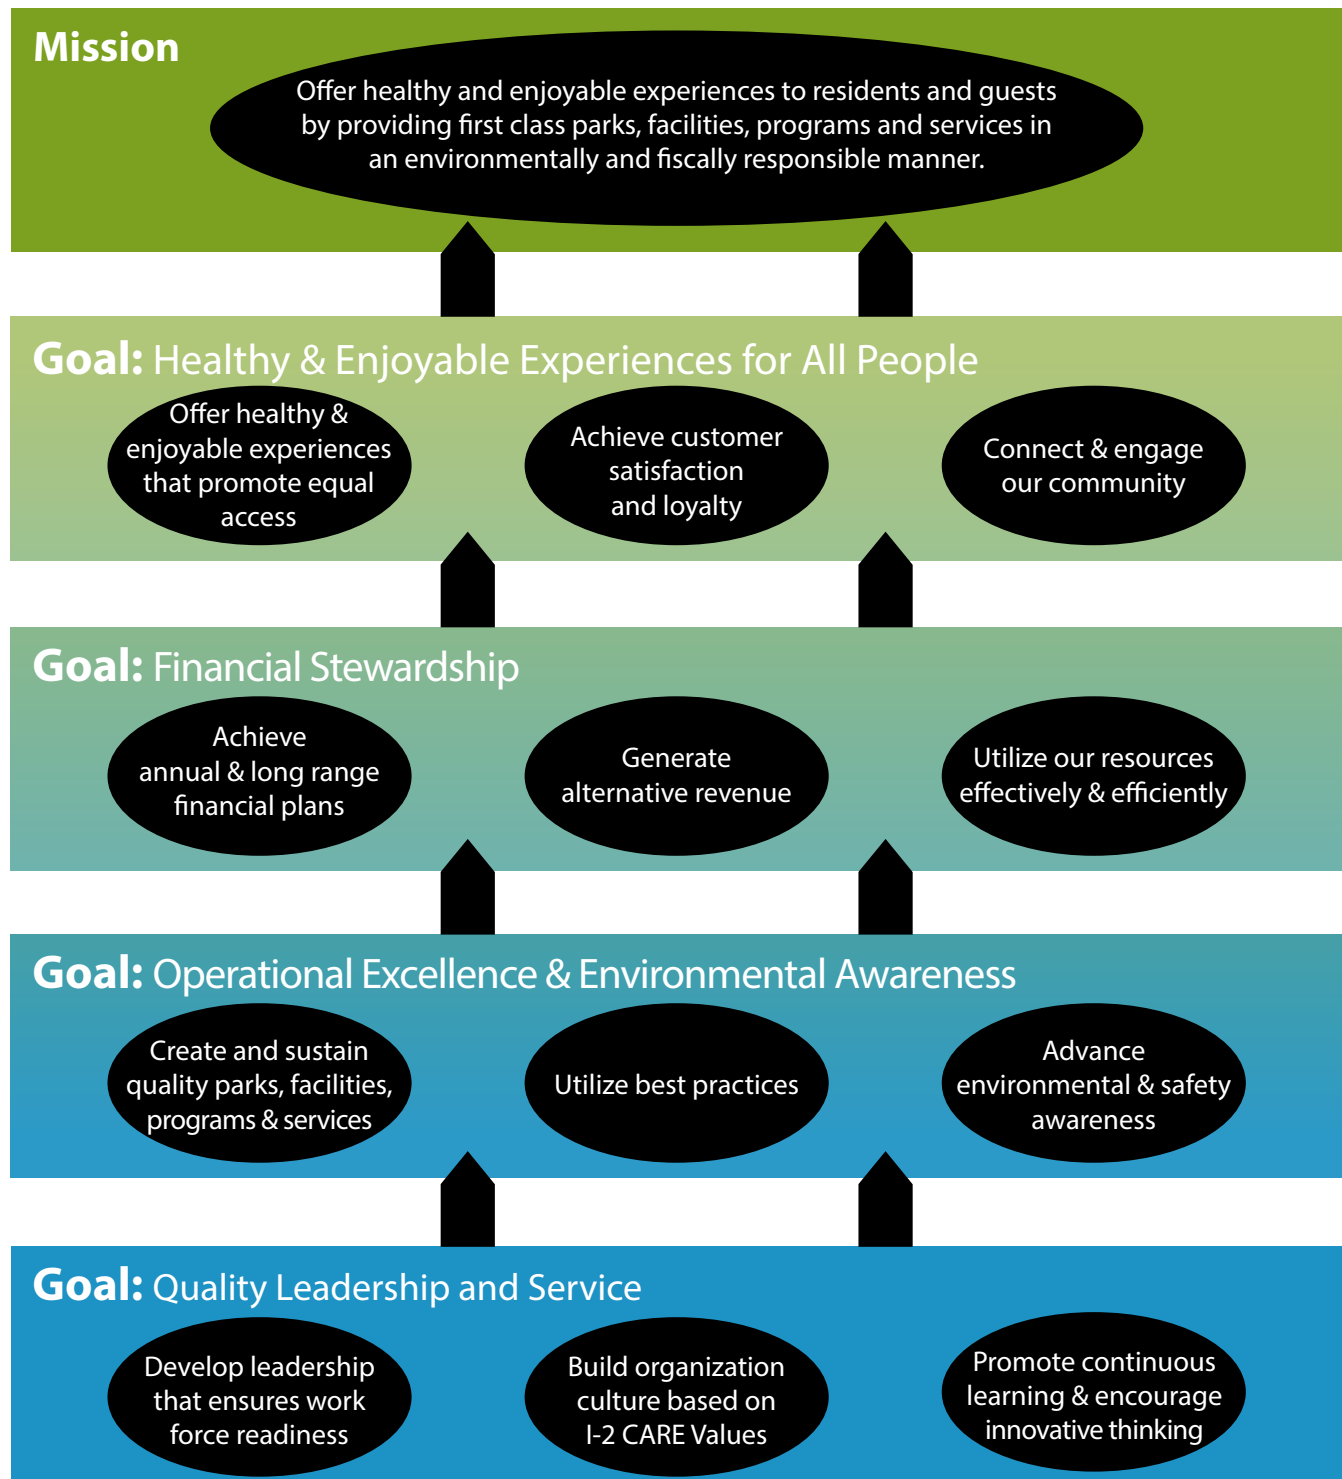 Mission
Offer healthy and enjoyable experiences to residents and guests
by providing first class parks, facilities, programs and services in
an environmentally and fiscally responsible manner.
Goal: Healthy & Enjoyable Experiences for All People
Offer healthy &
enjoyable experiences
that promote equal
access
Achieve customer
satisfaction
and loyalty
Connect & engage
our community
Goal: Financial Stewardship
Achieve
annual & long range
financial plans
Generate
alternative revenue
Utilize our resources
effectively & efficiently
Goal: Operational Excellence & Environmental Awareness
Create and sustain
quality parks, facilities,
programs & services
Utilize best practices
Advance
environmental & safety
awareness
Goal: Quality Leadership and Service
Develop leadership
that ensures work
force readiness
Build organization
culture based on
I-2 CARE Values
Promote continuous
learning & encourage
innovative thinking